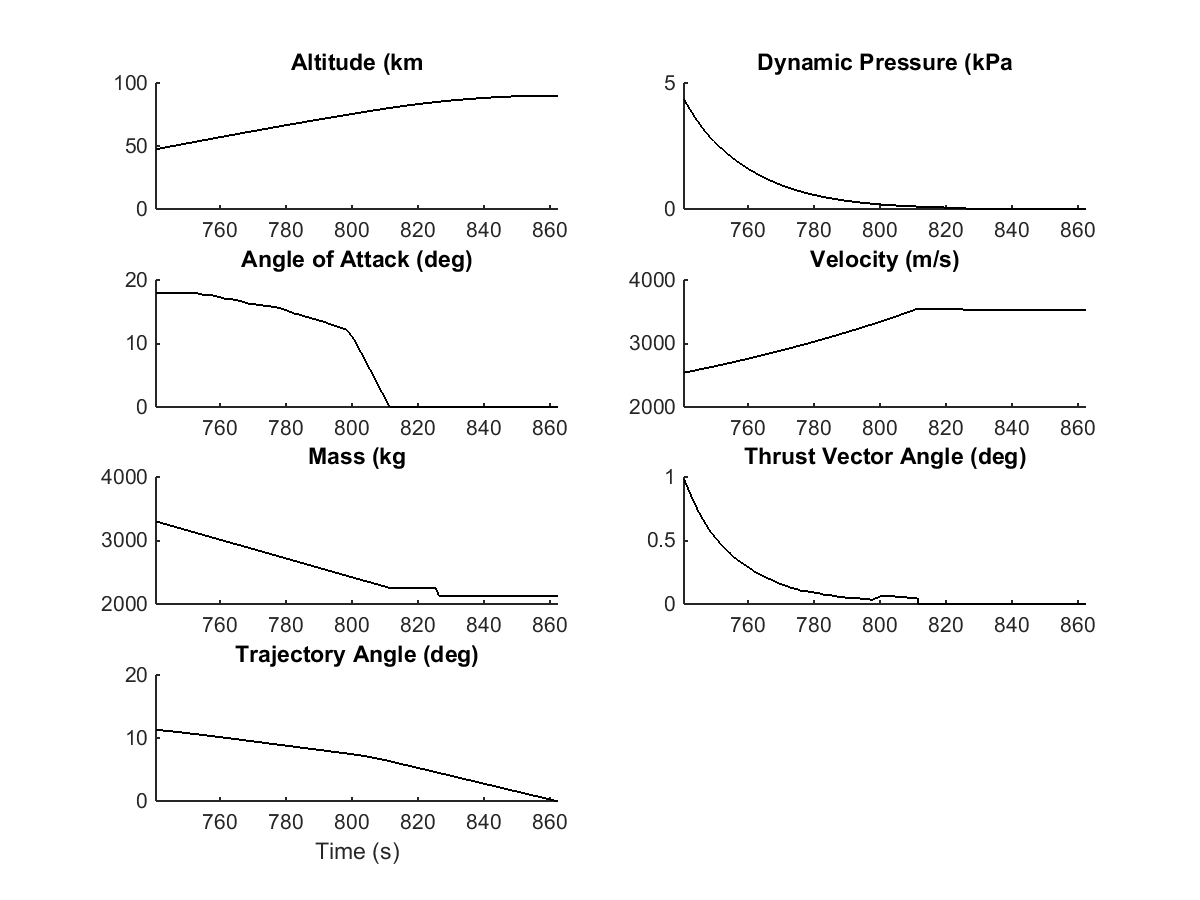 Altitude (km
100
50
0
760 780 800 820 840 860
Dynamic Pressure (kPa
5
0
760 780 800 820 840 860
Angle of Attack (deg)
20
10
0
760 780 800 820 840 860
Velocity (m/s)
4000
3000
2000
760 780 800 820 840 860
Mass (kg
4000
3000
2000
760 780 800 820 840 860
Thrust Vector Angle (deg)
1
0.5
0
760 780 800 820 840 860
Trajectory Angle (deg)
20
10
0
760 780 800 820 840 860
Time (s)